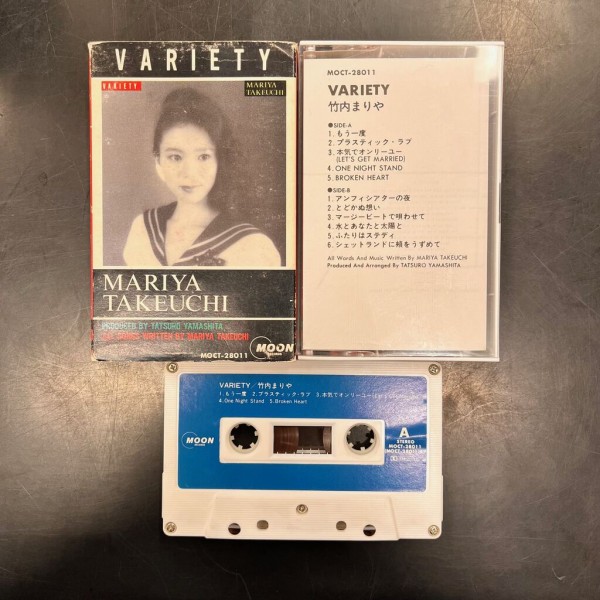 VARIETY
VARIETY
MARIYA
TAKEUCHI
MARIYA
TAKEUCHI
PRODUCED BY TATSURO YAMASHITA
ALL SONGS WRITTEN BY MARIYA TAKEUCHI
MOON
RECORDS
MOCT-28011
MOCT-28011
VARIETY
竹内まりや
●SIDE-A
1. もう一度
2. プラスティック・ラブ
3. 本気でオンリーユー
(LET'S GET MARRIED)
4. ONE NIGHT STAND
5. BROKEN HEART
●SIDE-B
1. アンフィシアターの夜
2. とどかぬ想い
3. マージービートで唄わせて
4. 水とあなたと太陽と
5. ふたりはステディ
6. シェットランドに頬をうずめて
All Words And Music Written By MARIYA TAKEUCHI
Produced And Arranged By TATSURO YAMASHITA
VARIETY/竹内まりや
1. もう一度 2. プラスティック・ラブ 3. 本気でオンリーユー
4. One Night Stand 5. Broken Heart
MOON
RECORDS
A
STEREO
MOCT-28011